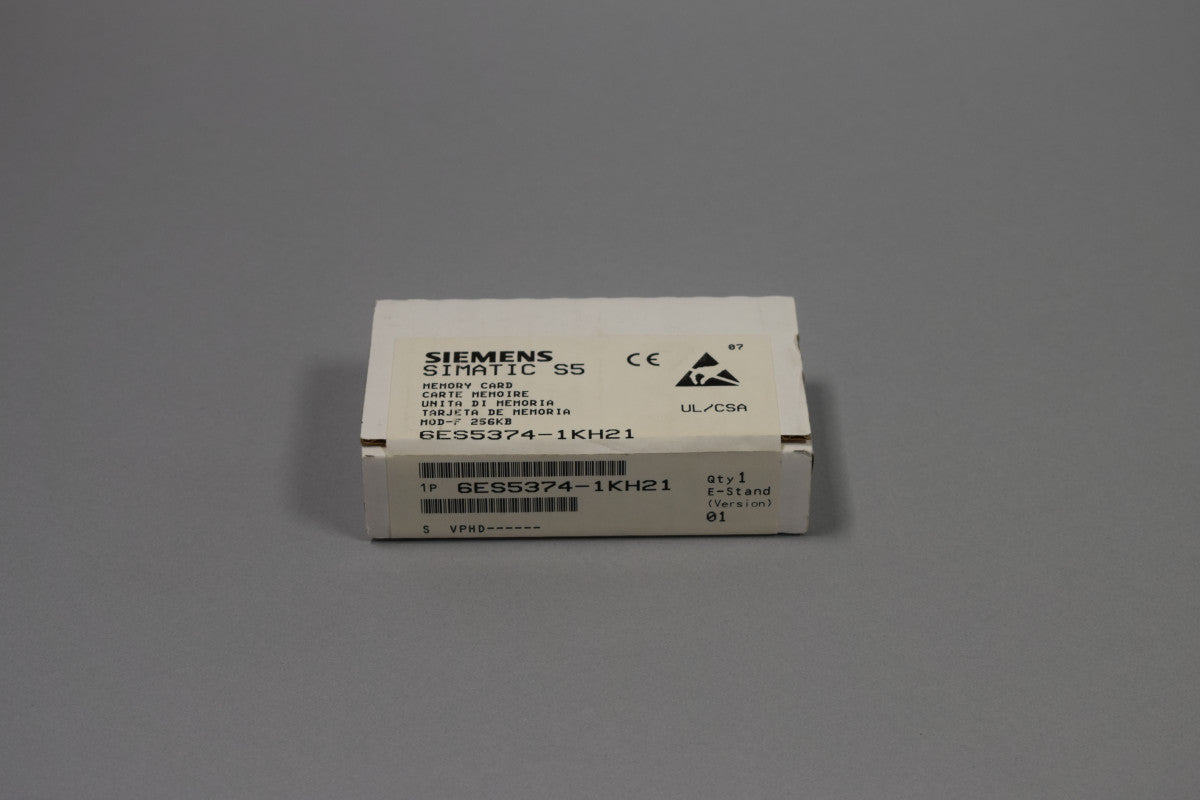 SIEMENS
SIMATIC S5
MEMORY CARD
CARTE MEMOIRE
UNITA DI MEMORIA
TARJETA DE MEMORIA
MOD-F 256KB
6ES5374-1KH21
CE
07
UL/CSA
1P 6ES5374-1KH21
S VPHD------
Qty 1
E-Stand
(Version)
01